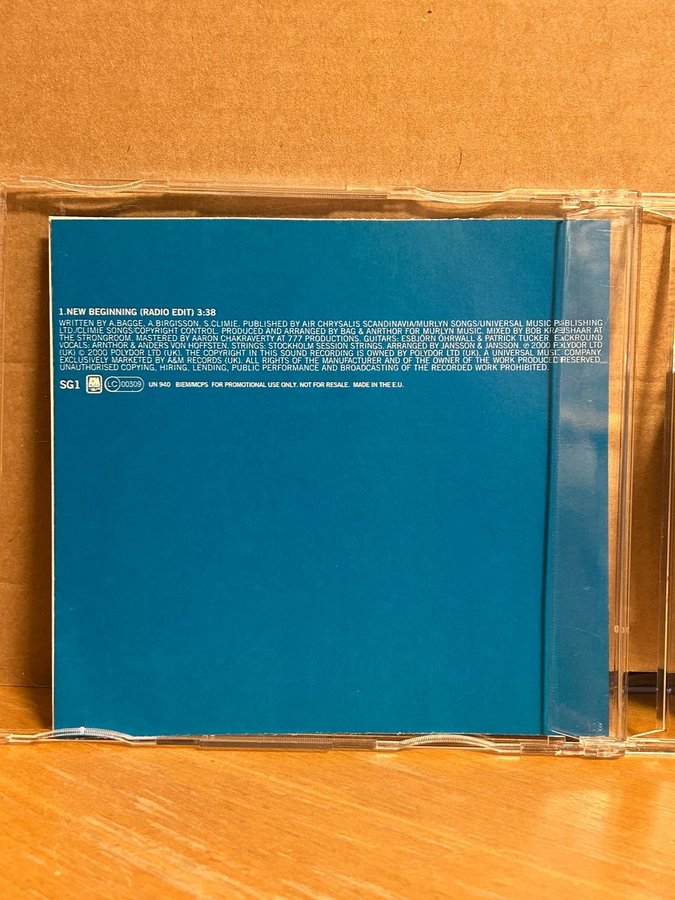 1.NEW BEGINNING (RADIO EDIT) 3:38
WRITTEN BY A.BAGGE, A.BIRGISSON, S.CLIMIE. PUBLISHED BY AIR CHRYSALIS SCANDINAVIA/MURLYN SONGS/UNIVERSAL MUSIC PUBLISHING
LTD./CLIMIE SONGS/COPYRIGHT CONTROL. PRODUCED AND ARRANGED BY BAG & ANRTHOR FOR MURLYN MUSIC. MIXED BY BOB KRAUSHAAR AT
THE STRONGROOM. MASTERED BY AARON CHAKRAVERTY AT 777 PRODUCTIONS. GUITARS: ESBJÖRN ÖHRWALL & PATRICK TUCKER. BACKROUND
VOCALS: ARNTHOR & ANDERS VON HOFFSTEN. STRINGS: STOCKHOLM SESSION STRINGS. ARRANGED BY JANSSON & JANSSON. ℗ 2000 POLYDOR LTD
(UK) © 2000 POLYDOR LTD (UK). THE COPYRIGHT IN THIS SOUND RECORDING IS OWNED BY POLYDOR LTD (UK), A UNIVERSAL MUSIC COMPANY.
EXCLUSIVELY MARKETED BY A&M RECORDS (UK). ALL RIGHTS OF THE MANUFACTURER AND OF THE OWNER OF THE WORK PRODUCED RESERVED.
UNAUTHORISED COPYING, HIRING, LENDING, PUBLIC PERFORMANCE AND BROADCASTING OF THE RECORDED WORK PROHIBITED.
SG1 LC 00309 UN 940 BIEM/MCPS FOR PROMOTIONAL USE ONLY. NOT FOR RESALE. MADE IN THE E.U.